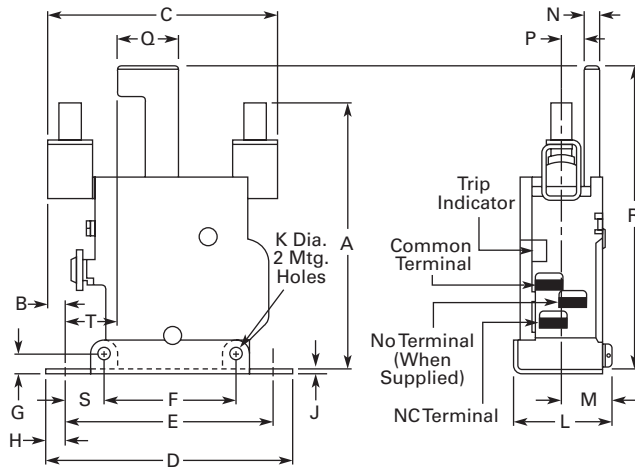 C
Q
N
P
K Dia.
2 Mtg.
Holes
A
Trip
Indicator
Common
Terminal
R
B
T
No Terminal
(When
Supplied)
NC Terminal
G
S
F
J
M
H
E
L
D